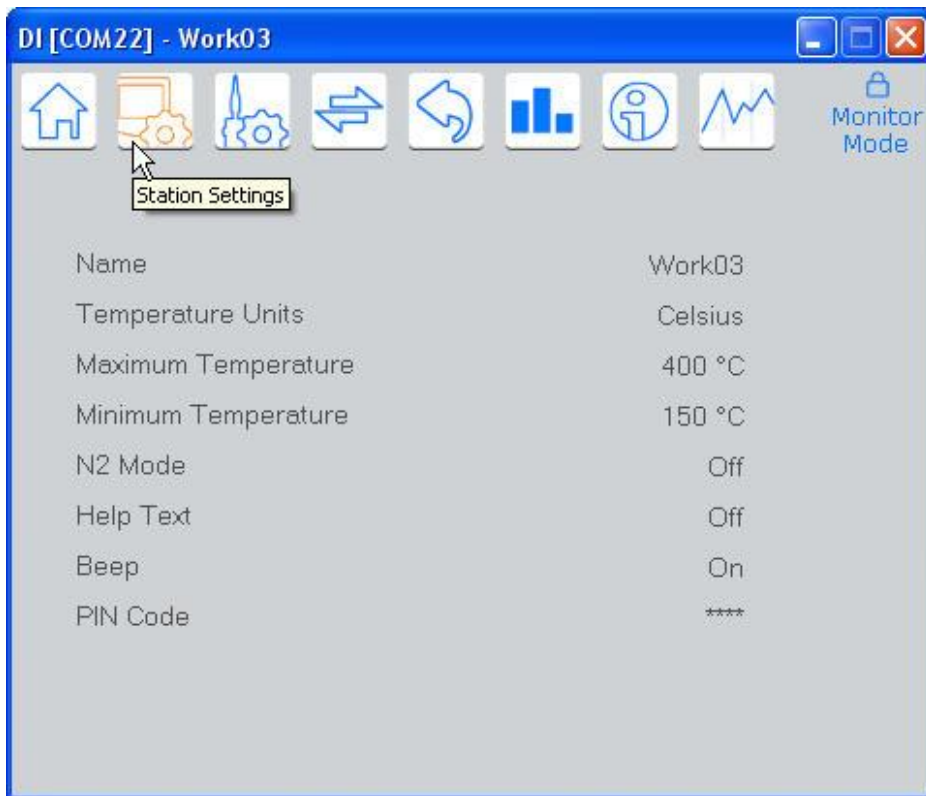 DI [COM22] - Work03
Monitor
Mode
Station Settings
Name Work03
Temperature Units Celsius
Maximum Temperature 400 °C
Minimum Temperature 150 °C
N2 Mode Off
Help Text Off
Beep On
PIN Code ****